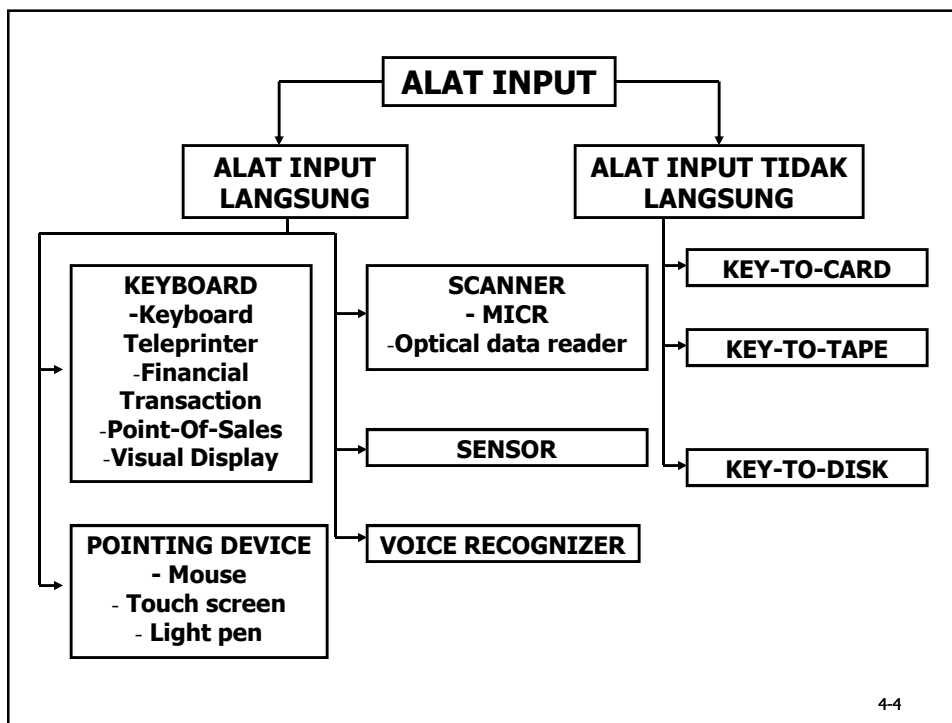 ALAT INPUT
ALAT INPUT
LANGSUNG
ALAT INPUT TIDAK
LANGSUNG
KEYBOARD
-Keyboard
Teleprinter
-Financial
Transaction
-Point-Of-Sales
-Visual Display
POINTING DEVICE
- Mouse
- Touch screen
- Light pen
SCANNER
- MICR
-Optical data reader
SENSOR
VOICE RECOGNIZER
KEY-TO-CARD
KEY-TO-TAPE
KEY-TO-DISK
4-4